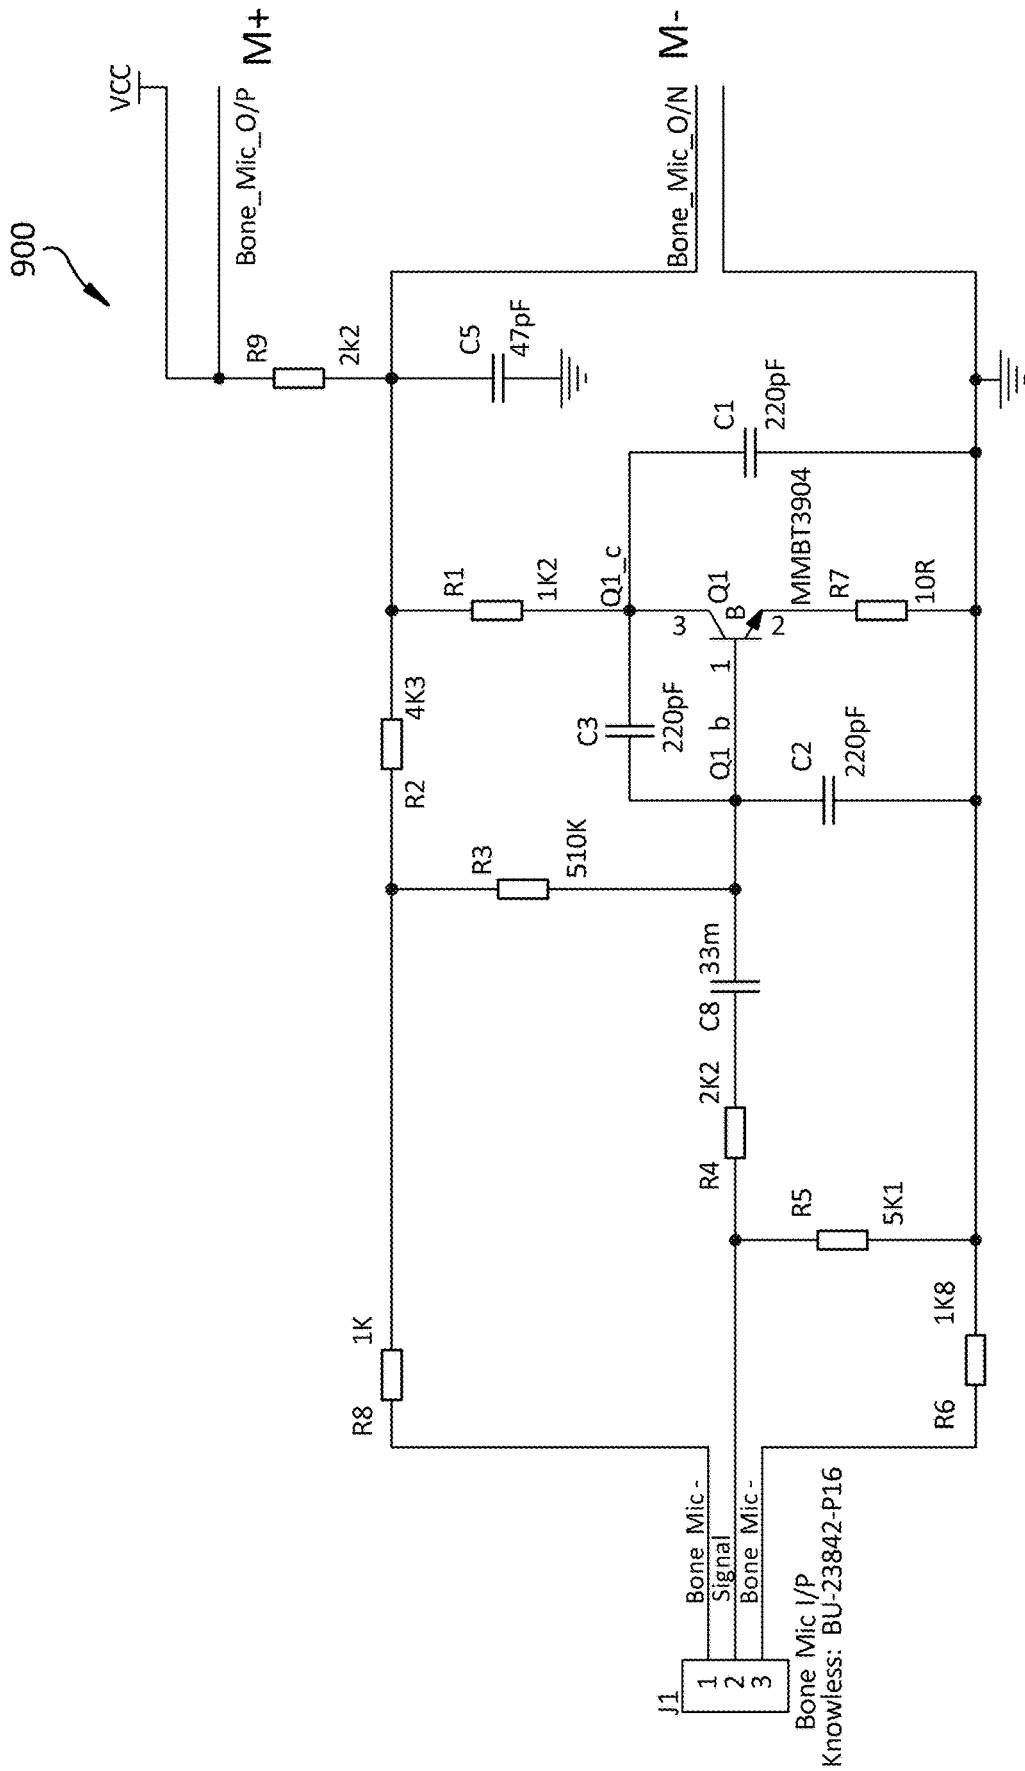 900
VCC
M+
Bone_Mic_O/P
R9
2k2
C5
47pF
Bone_Mic_O/N
M-
R8
1K
R2
4K3
R1
1K2
R3
510K
Q1_c
C3
220pF
C1
220pF
3
Q1
B
1
2
MMBT3904
Q1_b
C2
220pF
R7
10R
J1
1
2
3
Bone Mic -
Signal
Bone Mic -
R4
2K2
C8
33m
R5
5K1
R6
1K8
Bone Mic I/P
Knowless: BU-23842-P16